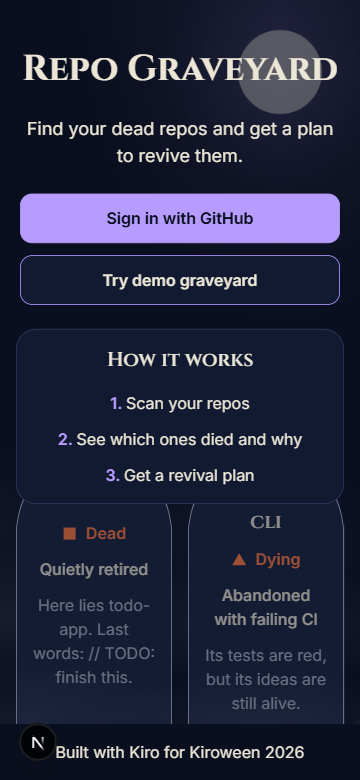 Repo Graveyard
Find your dead repos and get a plan
to revive them.
Sign in with GitHub
Try demo graveyard
How it works
1. Scan your repos
2. See which ones died and why
3. Get a revival plan
Dead
Quietly retired
Here lies todo-
app. Last
words: // TODO:
finish this.
CLI
Dying
Abandoned
with failing CI
Its tests are red,
but its ideas are
still alive.
N
Built with Kiro for Kiroween 2026